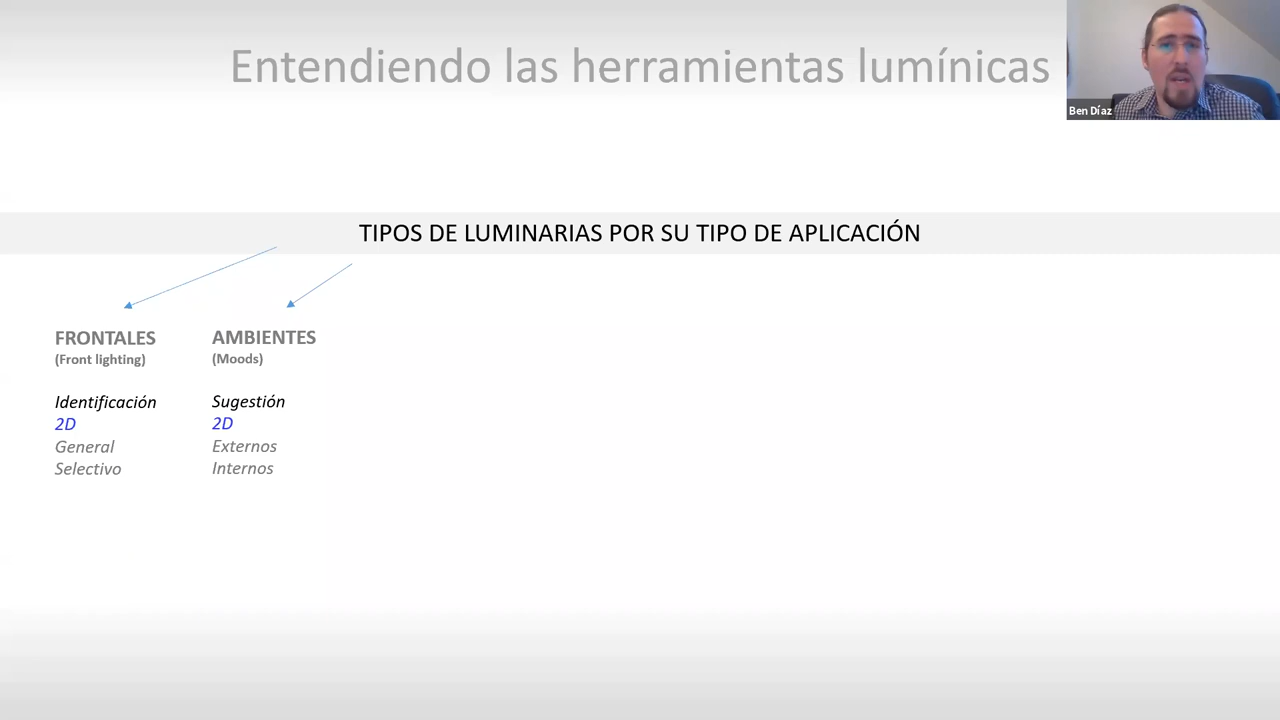 Entendiendo las herramientas lumínicas
Ben Díaz
TIPOS DE LUMINARIAS POR SU TIPO DE APLICACIÓN
FRONTALES
(Front lighting)
Identificación
2D
General
Selectivo
AMBIENTES
(Moods)
Sugestión
2D
Externos
Internos